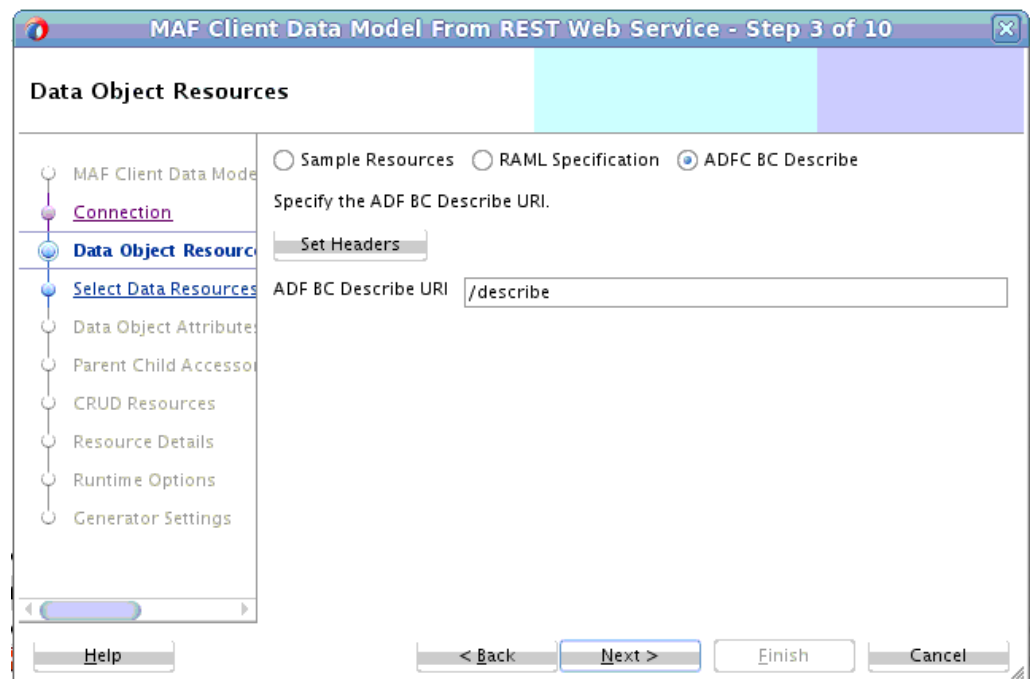 MAF Client Data Model From REST Web Service - Step 3 of 10
Data Object Resources
MAF Client Data Mode
Connection
Data Object Resourc
Select Data Resources
Data Object Attribute
Parent Child Accesso
CRUD Resources
Resource Details
Runtime Options
Generator Settings
Sample Resources RAML Specification ADFC BC Describe
Specify the ADF BC Describe URI.
Set Headers
ADF BC Describe URI /describe
Help < Back Next > Finish Cancel